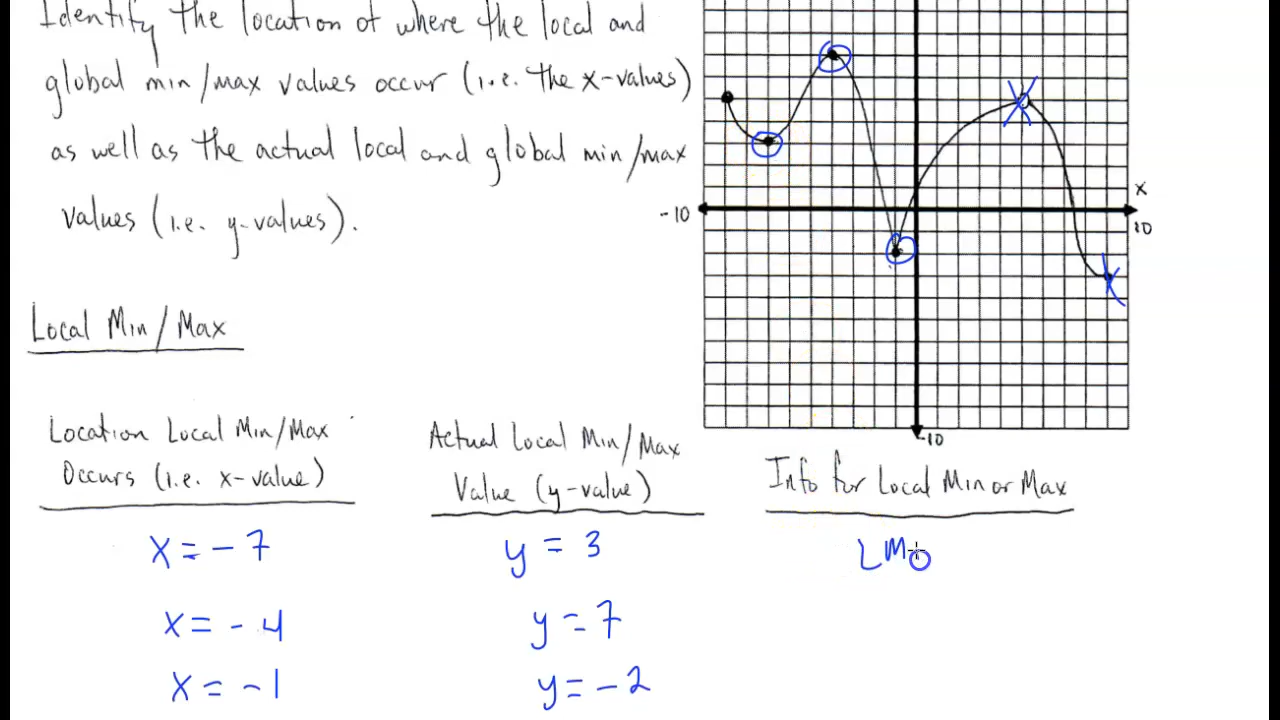 Identify the location of where the local and
global min/max values occur (i.e. the x-values)
as well as the actual local and global min/max
values (i.e. y-values).
x
-10
10
-10
Local Min/Max
Location Local Min/Max
Occurs (i.e. x-value)
Actual Local Min/Max
Value (y-value)
Info for Local Min or Max
x = -7
y = 3
LM
x = -4
y = 7
x = -1
y = -2